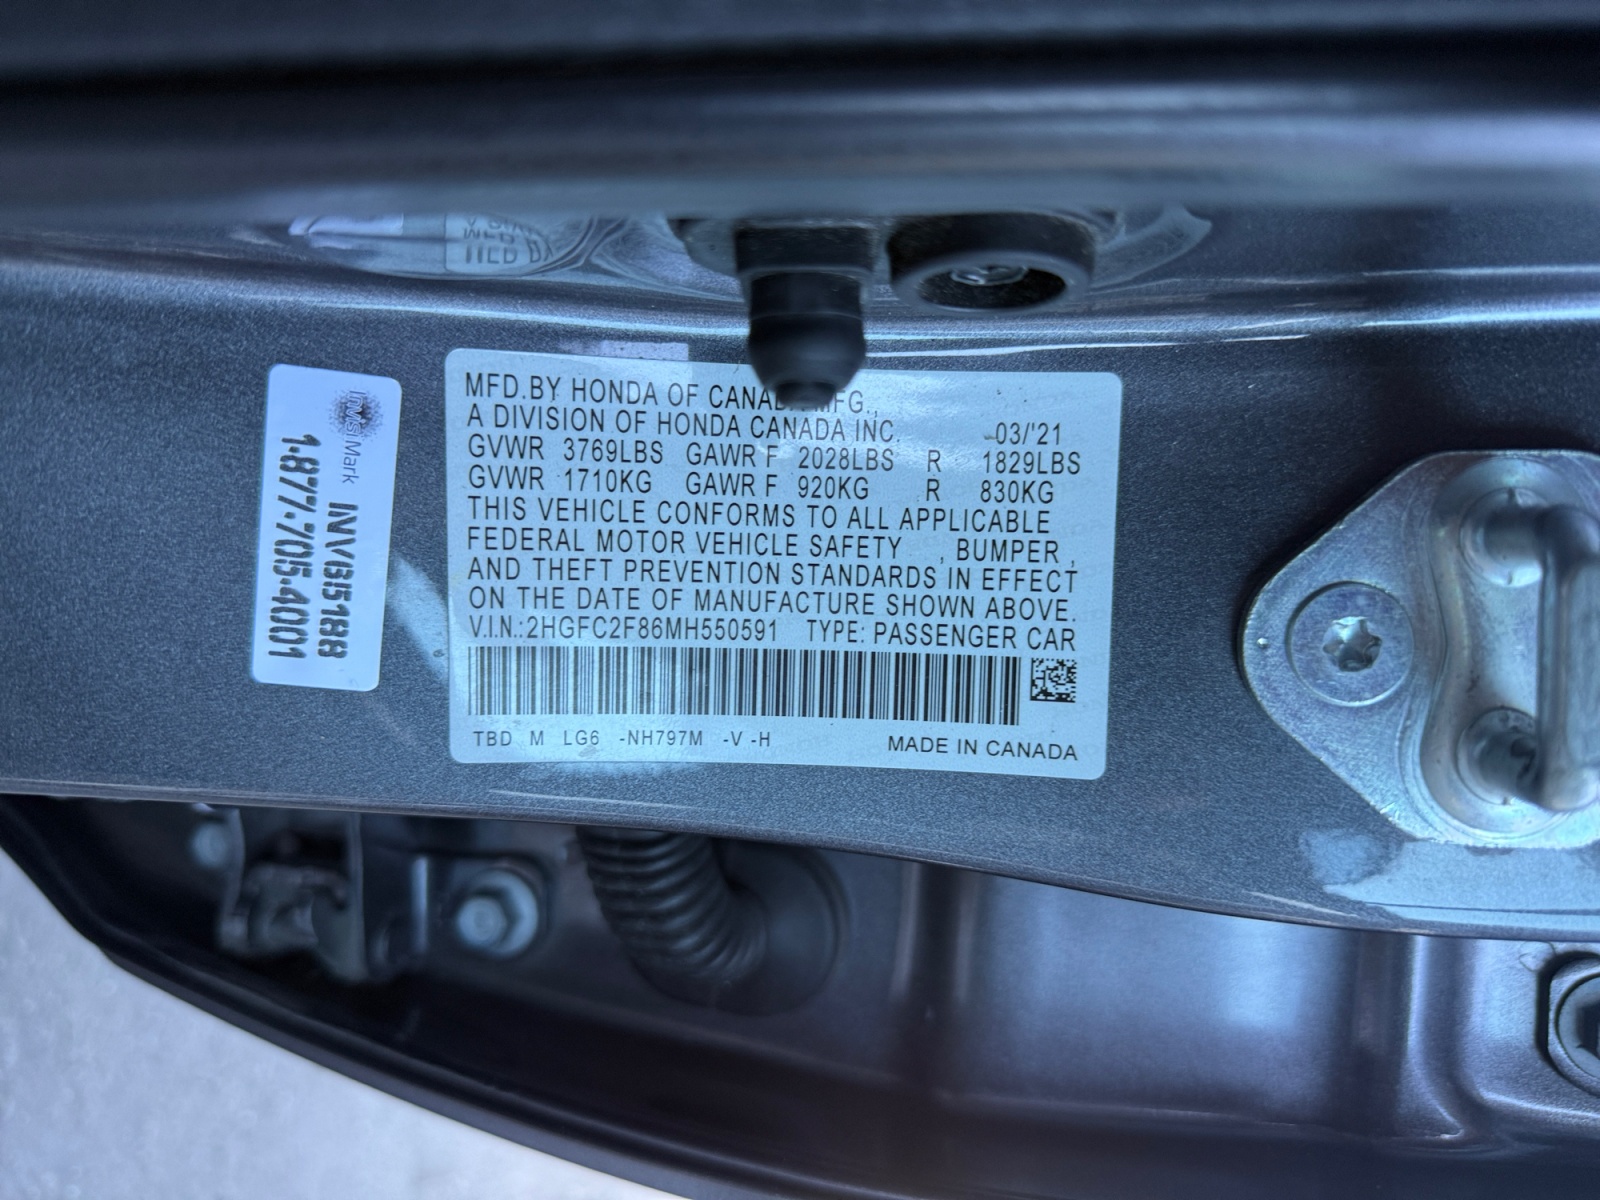 MFD.BY HONDA OF CANADA MFG.,
A DIVISION OF HONDA CANADA INC. 03/'21
GVWR 3769LBS GAWR F 2028LBS R 1829LBS
GVWR 1710KG GAWR F 920KG R 830KG
THIS VEHICLE CONFORMS TO ALL APPLICABLE
FEDERAL MOTOR VEHICLE SAFETY , BUMPER ,
AND THEFT PREVENTION STANDARDS IN EFFECT
ON THE DATE OF MANUFACTURE SHOWN ABOVE.
V.I.N.:2HGFC2F86MH550591 TYPE: PASSENGER CAR
TBD M LG6 -NH797M -V -H MADE IN CANADA
InvisiMark
1.877.705.4001